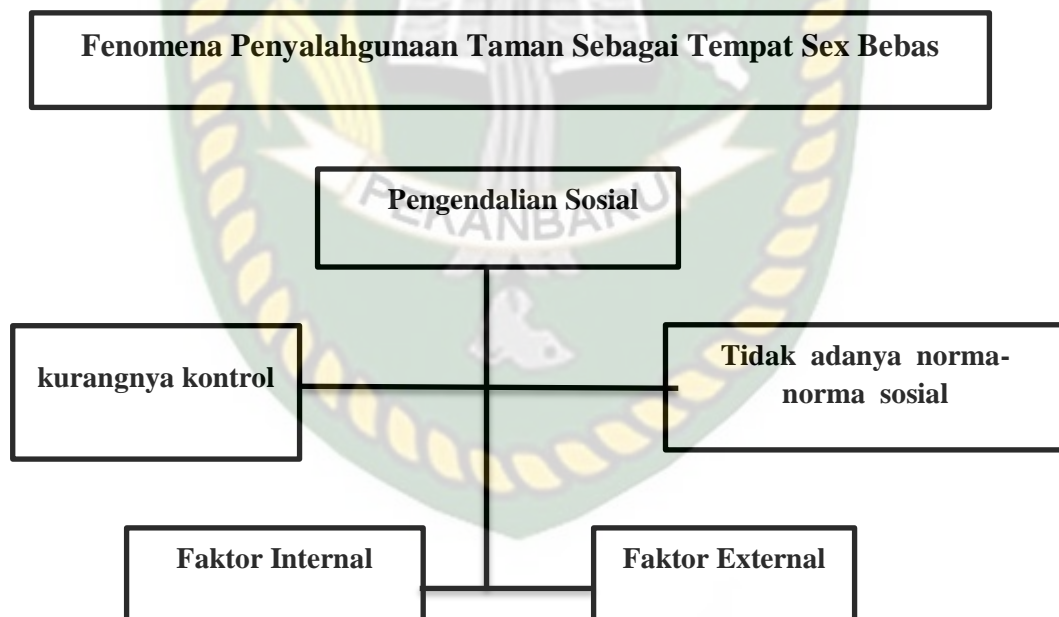 Fenomena Penyalahgunaan Taman Sebagai Tempat Sex Bebas
Pengendalian Sosial
PEKANBARU
kurangnya kontrol
Tidak adanya norma-
norma sosial
Faktor Internal
Faktor External